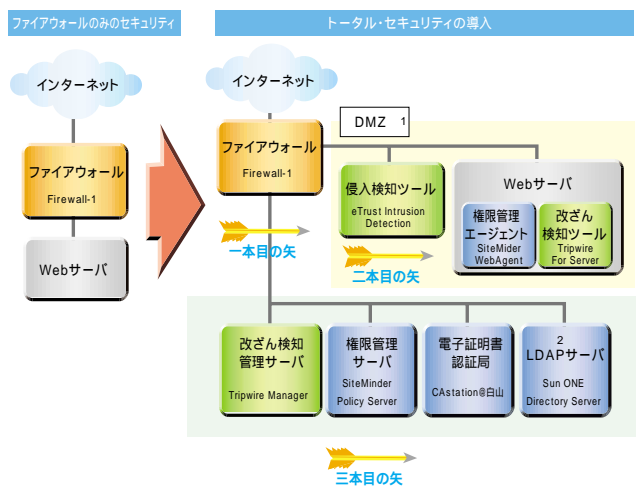 ファイアウォールのみのセキュリティ
トータル・セキュリティの導入
インターネット
ファイアウォール
Firewall-1
Webサーバ
インターネット
DMZ 1
ファイアウォール
Firewall-1
侵入検知ツール
eTrust Intrusion
Detection
Webサーバ
権限管理
エージェント
SiteMider
WebAgent
改ざん
検知ツール
Tripwire
For Server
一本目の矢
二本目の矢
改ざん検知
管理サーバ
Tripwire Manager
権限管理
サーバ
SiteMinder
Policy Server
電子証明書
認証局
CAstation@白山
2
LDAPサーバ
Sun ONE
Directory Server
三本目の矢